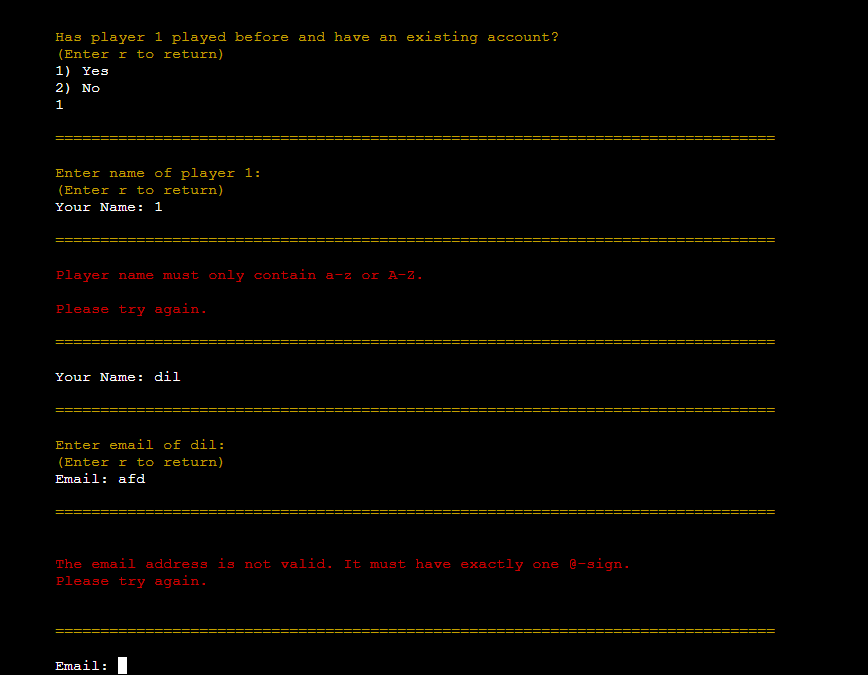 Has player 1 played before and have an existing account?
(Enter r to return)
1) Yes
2) No
1
================================================================================
Enter name of player 1:
(Enter r to return)
Your Name: 1
================================================================================
Player name must only contain a-z or A-Z.
Please try again.
================================================================================
Your Name: dil
================================================================================
Enter email of dil:
(Enter r to return)
Email: afd
================================================================================
The email address is not valid. It must have exactly one @-sign.
Please try again.
================================================================================
Email: